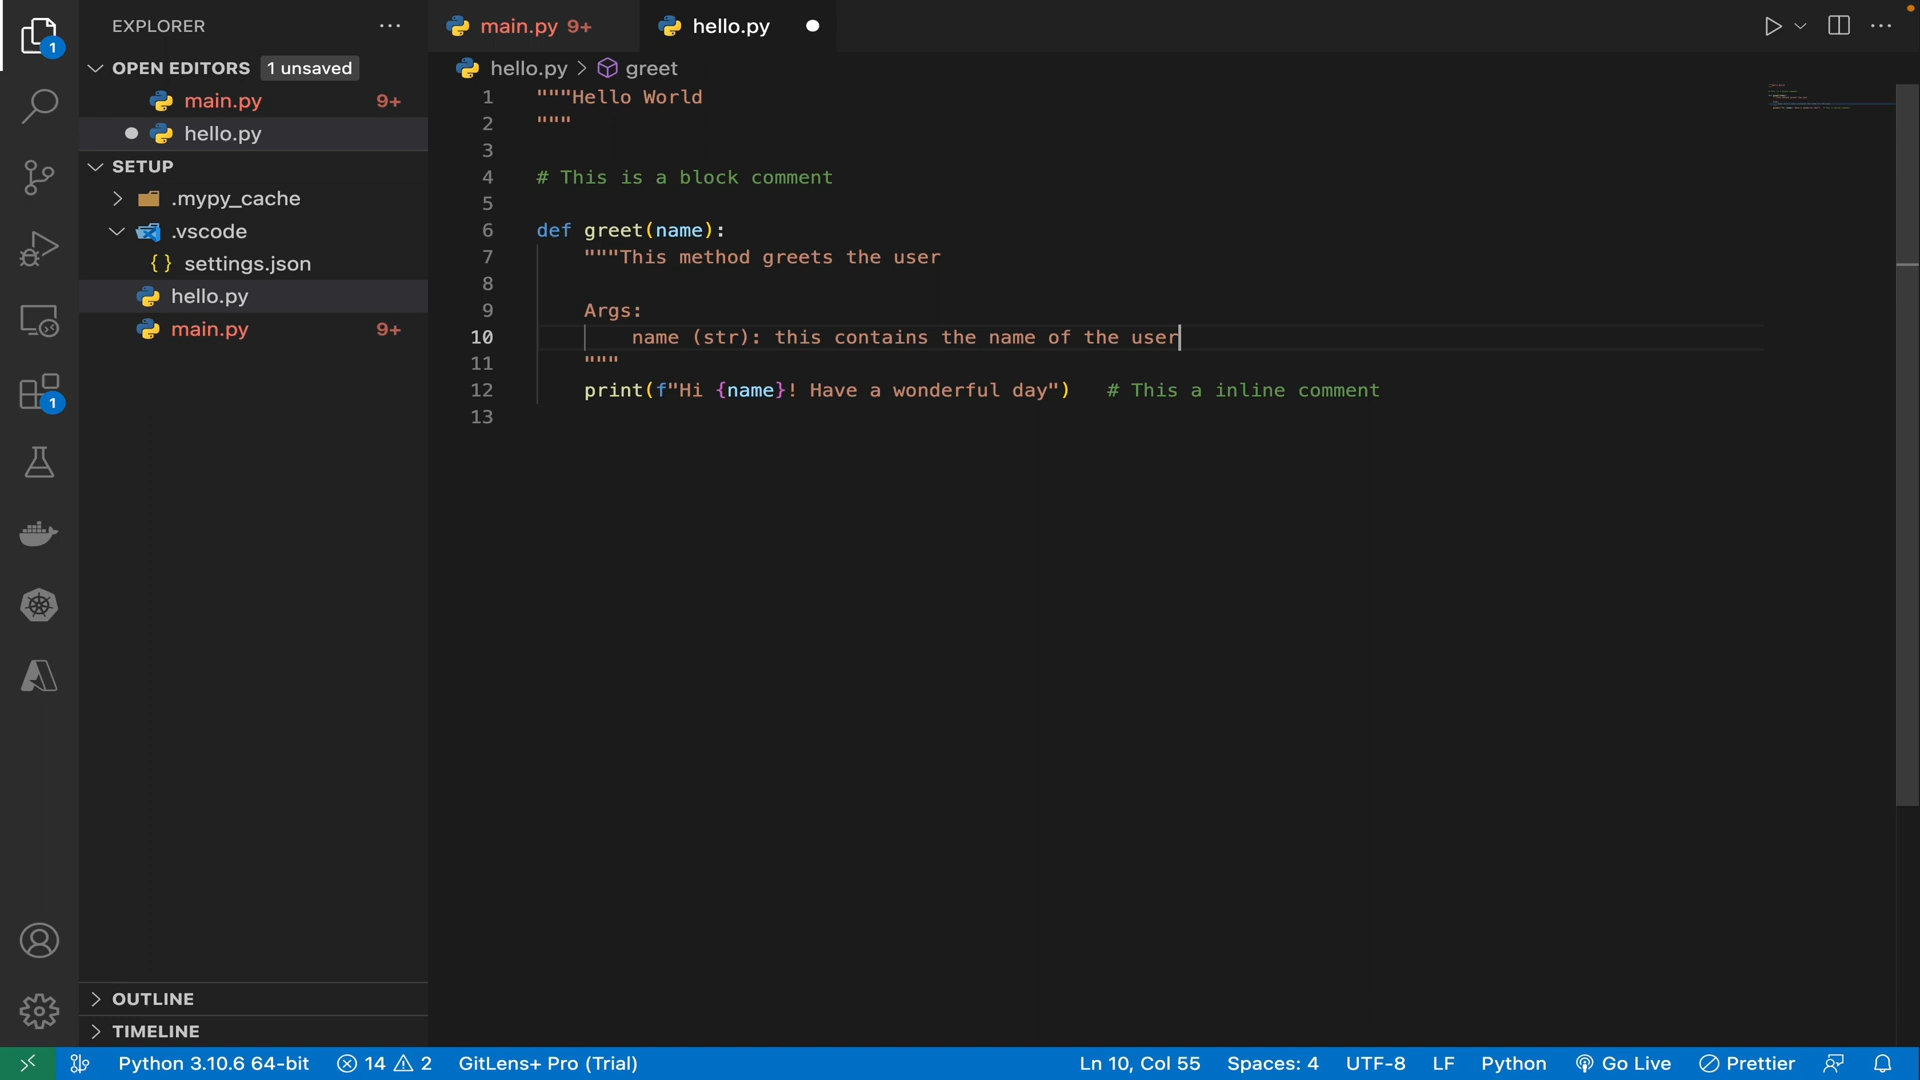 EXPLORER
OPEN EDITORS 1 unsaved
main.py 9+
hello.py
SETUP
.mypy_cache
.vscode
{ } settings.json
hello.py
main.py 9+
OUTLINE
TIMELINE
1
1
main.py 9+ hello.py
hello.py > greet
1 """Hello World
2 """
3
4 # This is a block comment
5
6 def greet(name):
7 """This method greets the user
8
9 Args:
10 name (str): this contains the name of the user
11 """
12 print(f"Hi {name}! Have a wonderful day") # This a inline comment
13
Python 3.10.6 64-bit 14 2 GitLens+ Pro (Trial) Ln 10, Col 55 Spaces: 4 UTF-8 LF Python Go Live Prettier